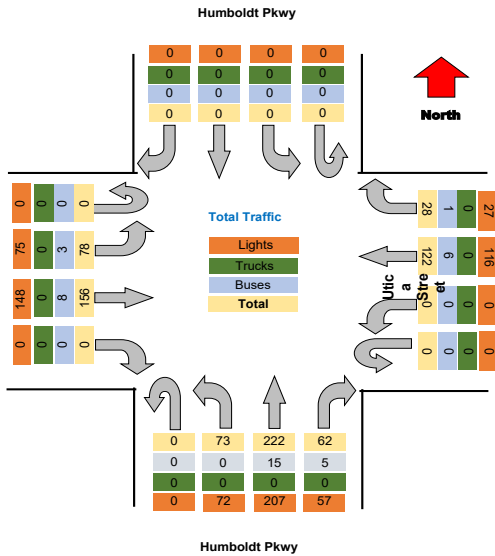 Humboldt Pkwy
0 0 0 0
0 0 0 0
0 0 0 0
0 0 0 0
North
0 0 0 0
75 0 3 78
148 0 8 156
0 0 0 0
Total Traffic
Lights
Trucks
Buses
Total
28 1 0 27
122 6 0 116
0 0 0 0
0 0 0 0
Utic
a
Stre
et
0 73 222 62
0 0 15 5
0 0 0 0
0 72 207 57
Humboldt Pkwy